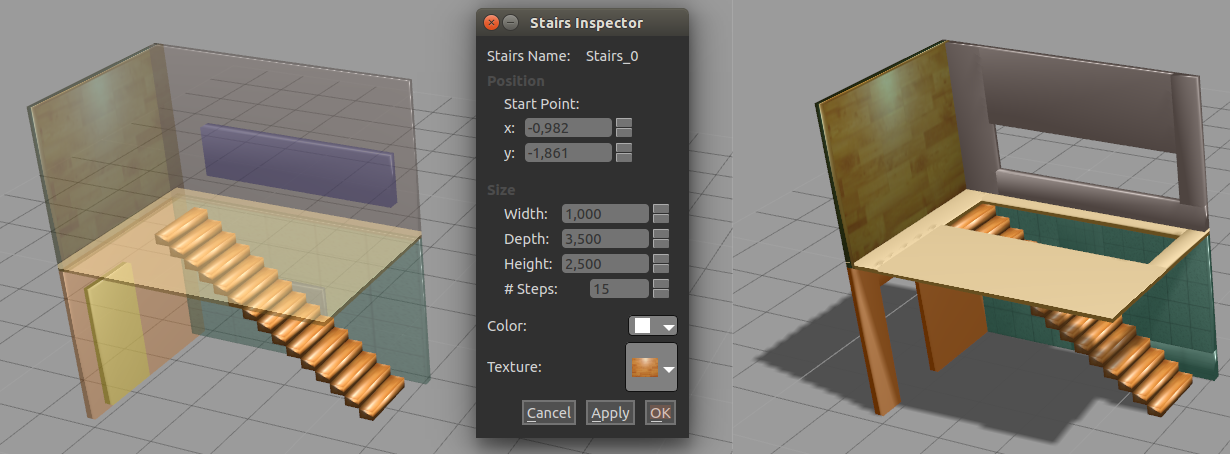 Stairs Inspector
Stairs Name: Stairs_0
Position
Start Point:
x: -0,982
y: -1,861
Size
Width: 1,000
Depth: 3,500
Height: 2,500
# Steps: 15
Color:
Texture:
Cancel Apply OK